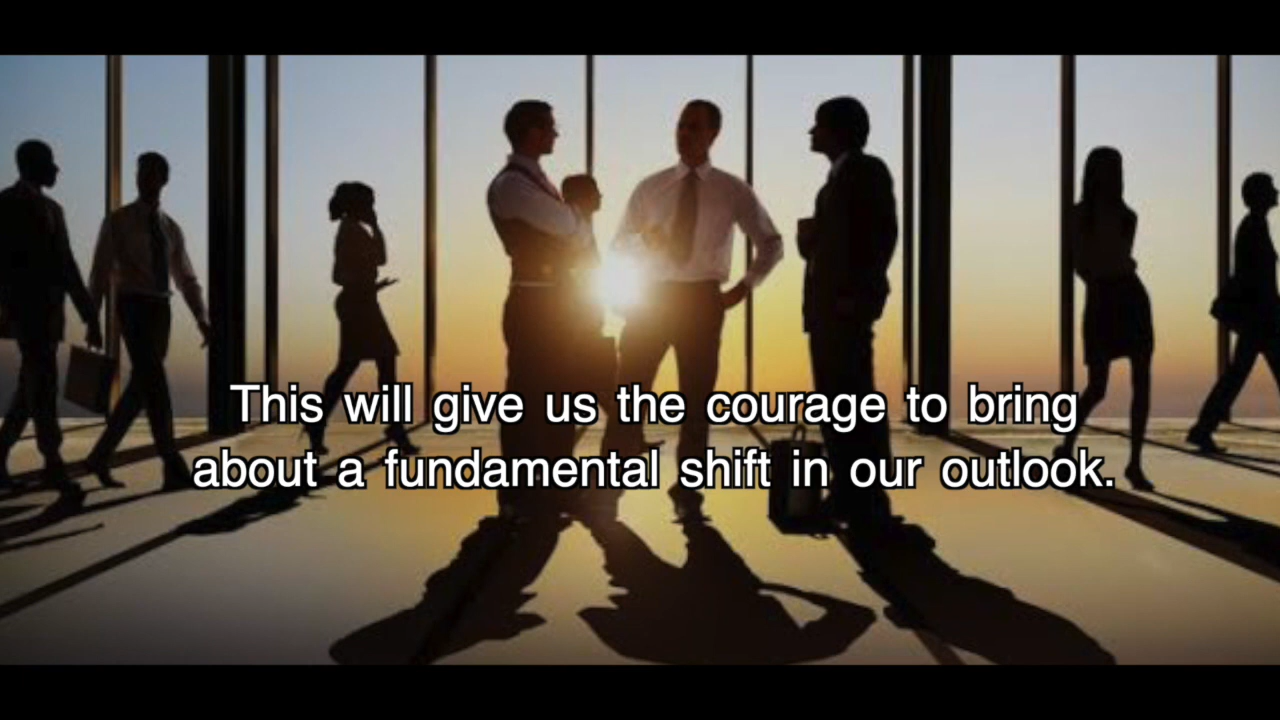 This will give us the courage to bring
about a fundamental shift in our outlook.